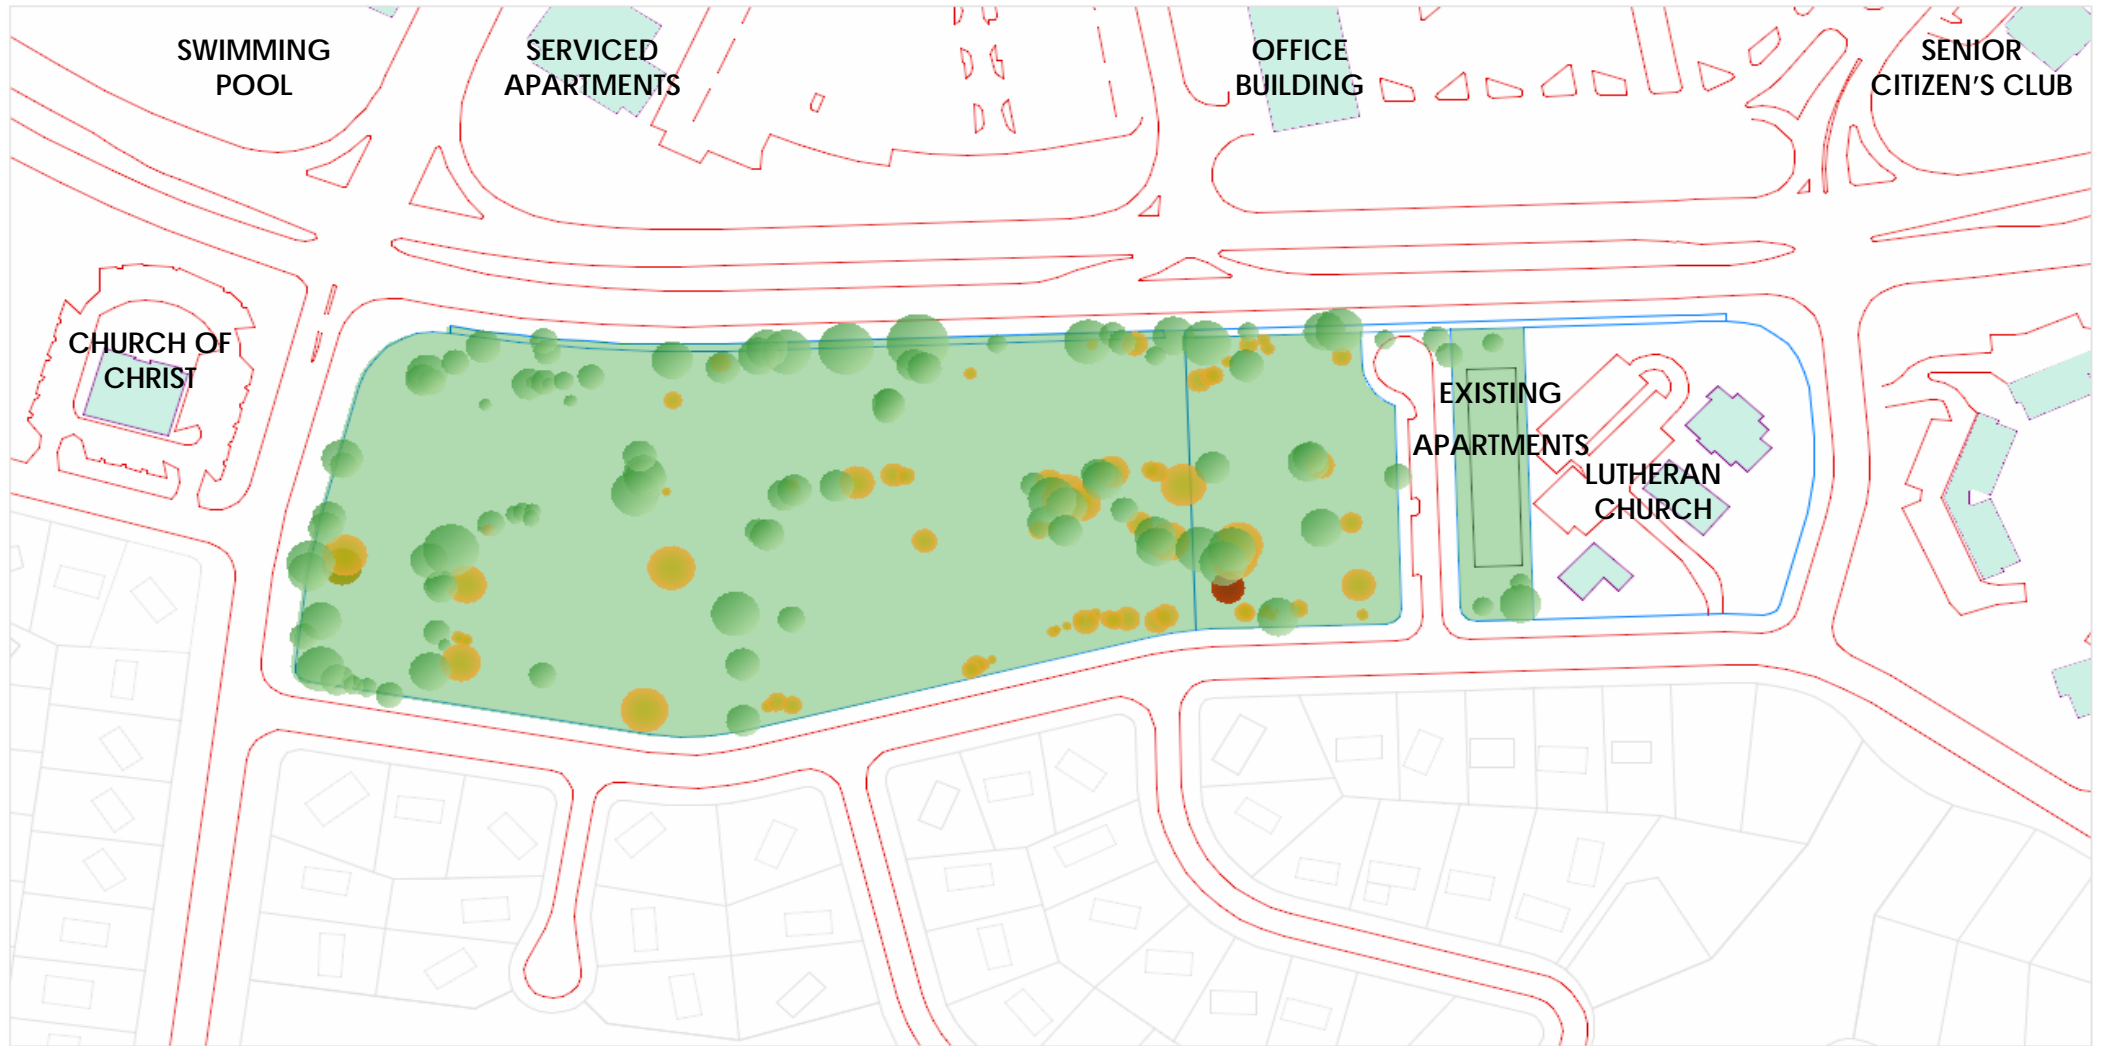 SWIMMING
POOL
SERVICED
APARTMENTS
OFFICE
BUILDING
SENIOR
CITIZEN'S CLUB
CHURCH OF
CHRIST
EXISTING
APARTMENTS
LUTHERAN
CHURCH